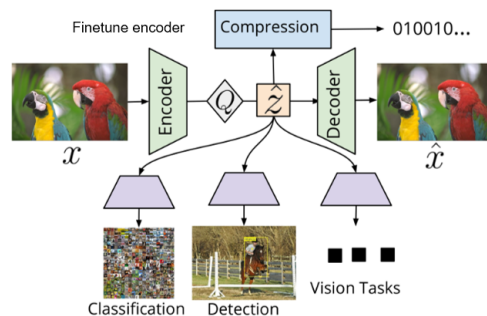 Finetune encoder
Compression
010010...
Encoder
Q
ẑ
Decoder
x
x̂
Classification
Detection
Vision Tasks